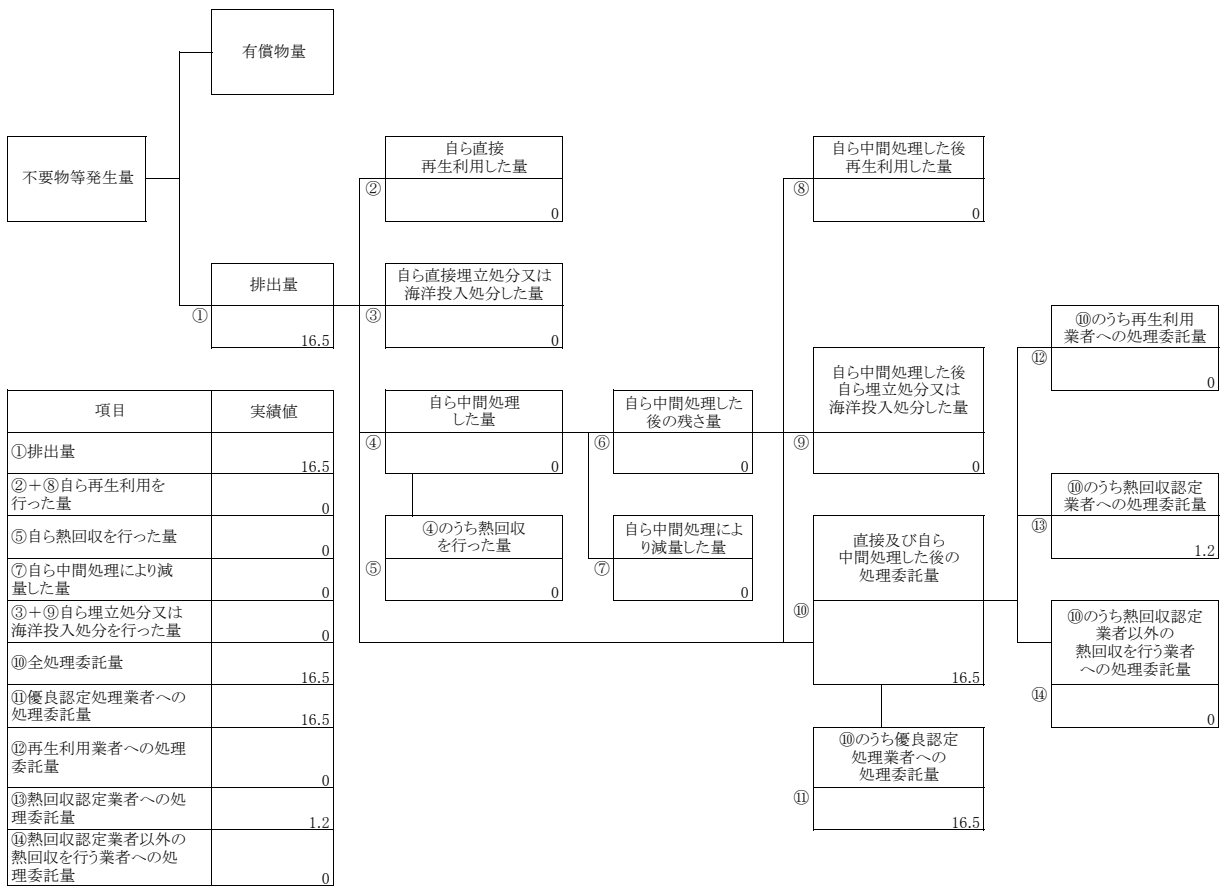 有償物量
不要物等発生量
排出量
①
16.5
自ら直接
再生利用した量
②
0
自ら直接埋立処分又は
海洋投入処分した量
③
0
自ら中間処理
した量
④
0
④のうち熱回収
を行った量
⑤
0
自ら中間処理した
後の残さ量
⑥
0
自ら中間処理によ
り減量した量
⑦
0
自ら中間処理した後
再生利用した量
⑧
0
自ら中間処理した後
自ら埋立処分又は
海洋投入処分した量
⑨
0
直接及び自ら
中間処理した後の
処理委託量
⑩
16.5
⑩のうち優良認定
処理業者への
処理委託量
⑪
16.5
⑩のうち再生利用
業者への処理委託量
⑫
0
⑩のうち熱回収認定
業者への処理委託量
⑬
1.2
⑩のうち熱回収認定
業者以外の
熱回収を行う業者
への処理委託量
⑭
0
項目 実績値
①排出量
16.5
②+⑧自ら再生利用を
行った量
0
⑤自ら熱回収を行った量
0
⑦自ら中間処理により減
量した量
0
③+⑨自ら埋立処分又は
海洋投入処分を行った量
0
⑩全処理委託量
16.5
⑪優良認定処理業者への
処理委託量
16.5
⑫再生利用業者への処理
委託量
0
⑬熱回収認定業者への処
理委託量
1.2
⑭熱回収認定業者以外の
熱回収を行う業者への処
理委託量
0